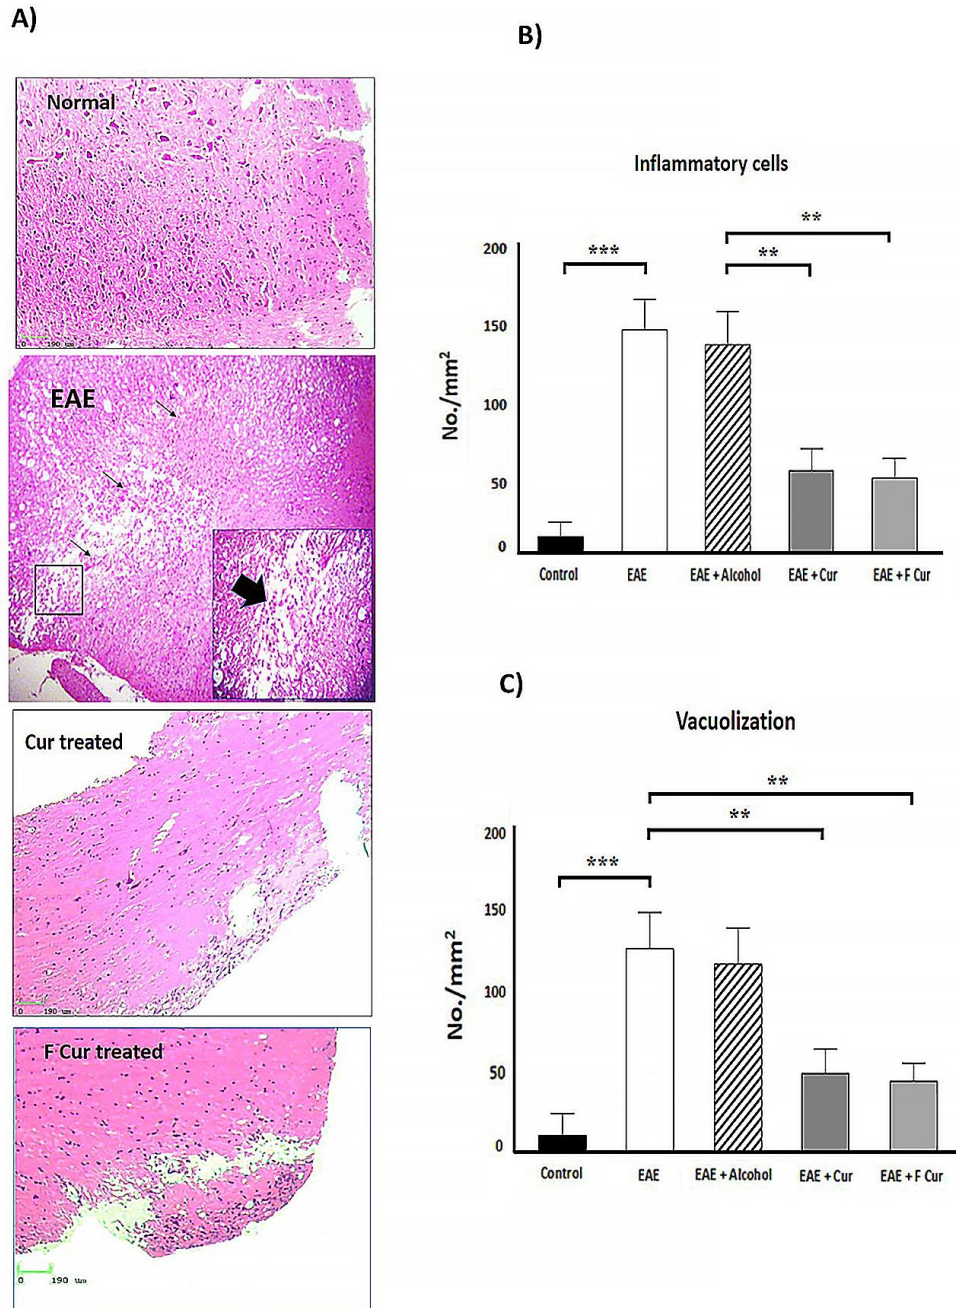 A)
Normal
0 190 um
EAE
Cur treated
0 190 um
F Cur treated
0 190 um
B)
Inflammatory cells
No./mm²
200
150
100
50
0
***
**
**
Control EAE EAE + Alcohol EAE + Cur EAE + F Cur
C)
Vacuolization
No./mm²
200
150
100
50
0
***
**
**
Control EAE EAE + Alcohol EAE + Cur EAE + F Cur